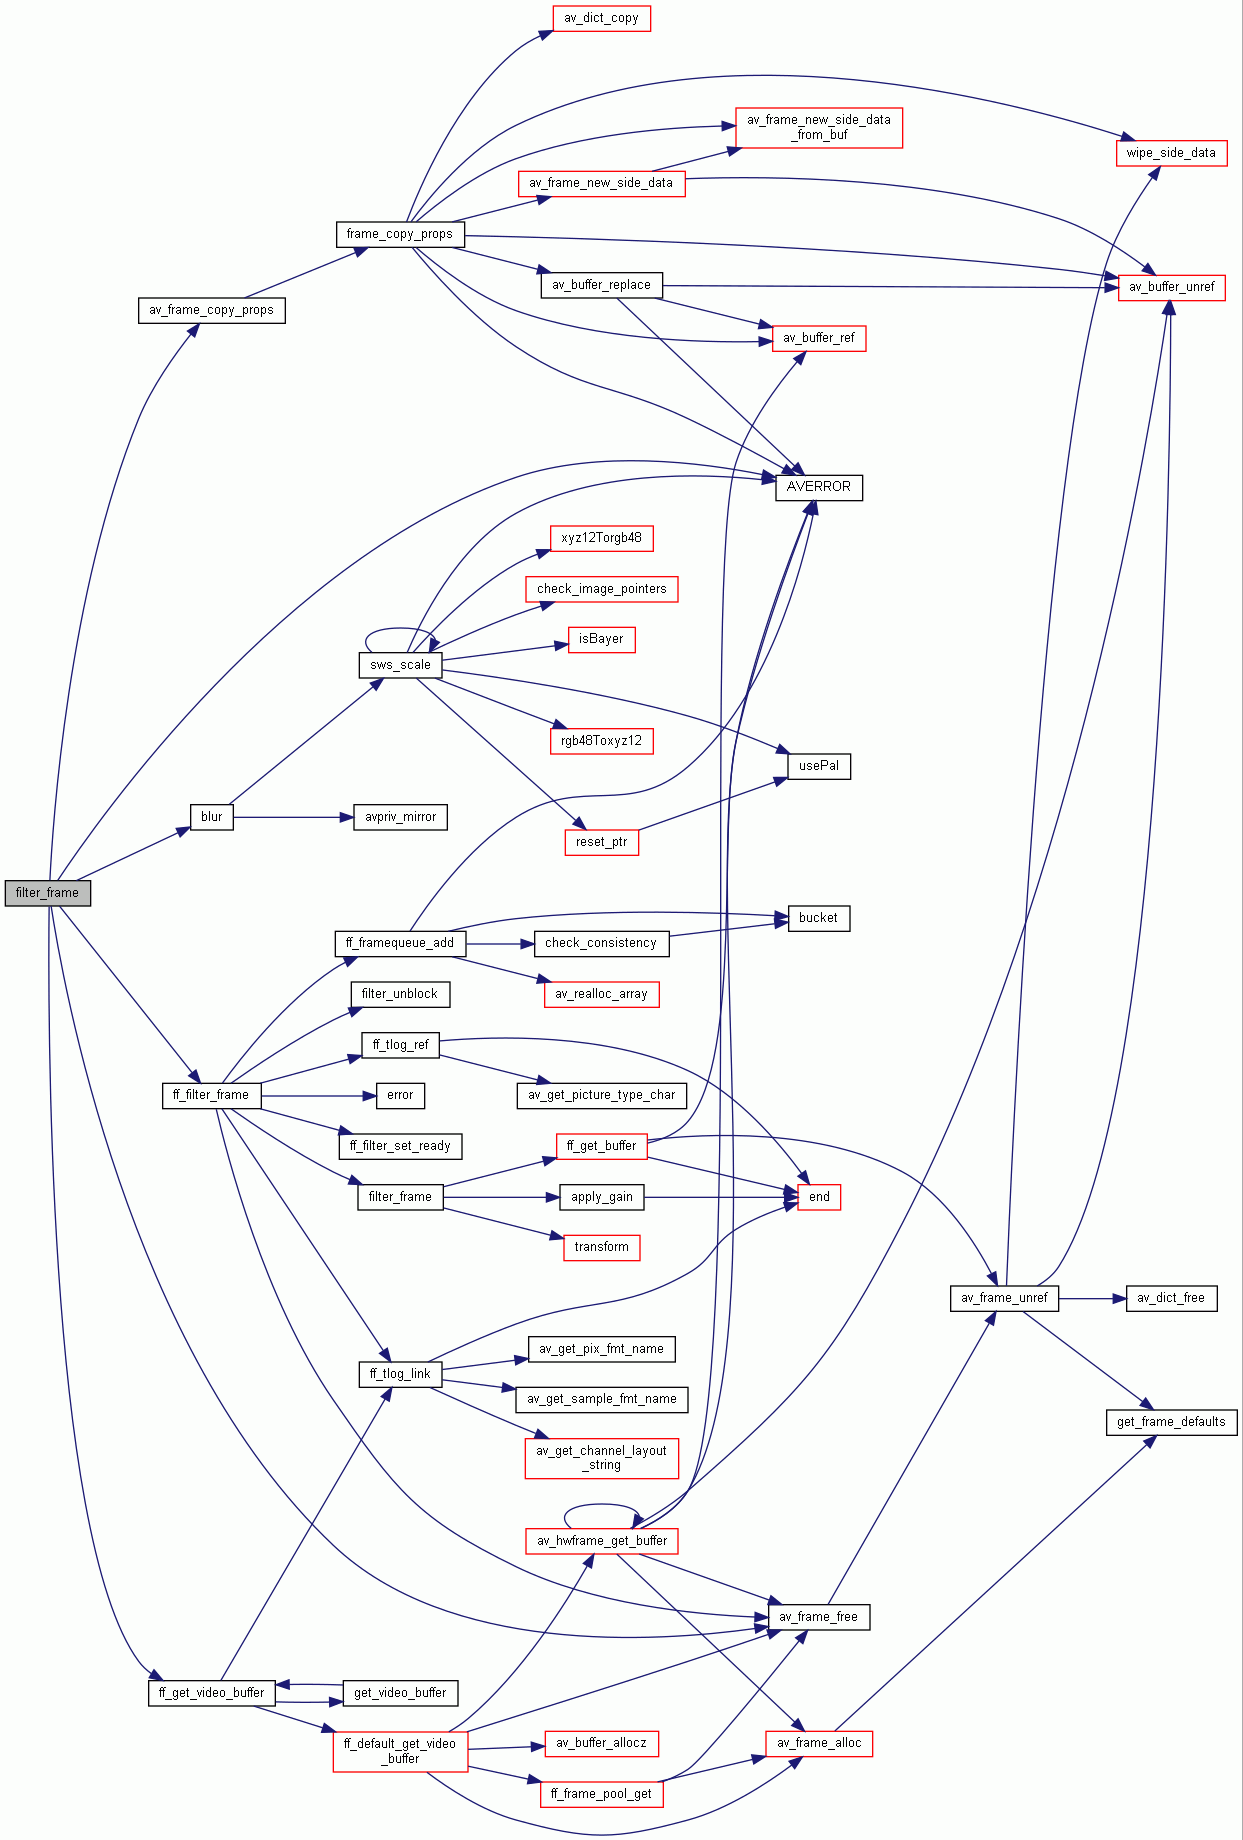 av_dict_copy
av_frame_new_side_data
_from_buf
wipe_side_data
av_frame_new_side_data
frame_copy_props
av_buffer_replace
av_buffer_unref
av_frame_copy_props
av_buffer_ref
AVERROR
xyz12Torgb48
check_image_pointers
isBayer
sws_scale
rgb48Toxyz12
usePal
blur
avpriv_mirror
reset_ptr
filter_frame
bucket
ff_framequeue_add
check_consistency
filter_unblock
av_realloc_array
ff_tlog_ref
ff_filter_frame
error
av_get_picture_type_char
ff_filter_set_ready
ff_get_buffer
filter_frame
apply_gain
end
transform
av_frame_unref
av_dict_free
av_get_pix_fmt_name
ff_tlog_link
av_get_sample_fmt_name
get_frame_defaults
av_get_channel_layout
_string
av_hwframe_get_buffer
av_frame_free
ff_get_video_buffer
get_video_buffer
ff_default_get_video
_buffer
av_buffer_allocz
av_frame_alloc
ff_frame_pool_get